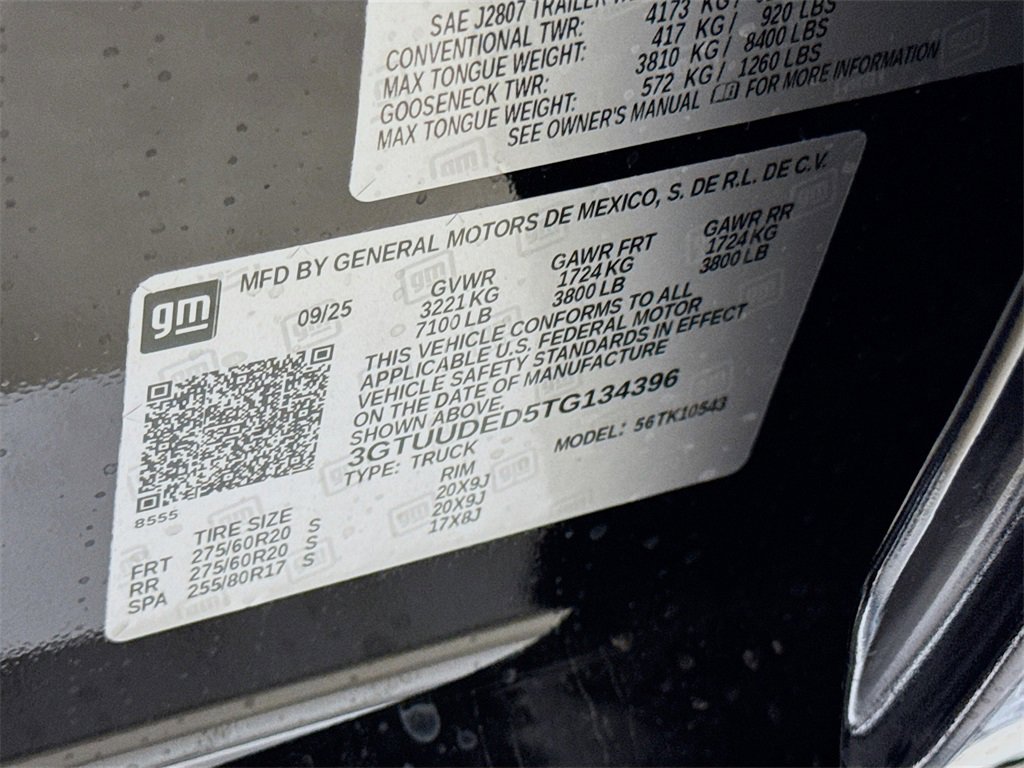 SAE J2807 TRAILER
CONVENTIONAL TWR: 4173 KG/
MAX TONGUE WEIGHT: 417 KG/ 920 LBS
GOOSENECK TWR: 3810 KG/ 8400 LBS
MAX TONGUE WEIGHT: 572 KG/ 1260 LBS
SEE OWNER'S MANUAL FOR MORE INFORMATION
gm
MFD BY GENERAL MOTORS DE MEXICO, S. DE R.L. DE C.V.
09/25 GVWR GAWR FRT GAWR RR
3221 KG 1724 KG 1724 KG
7100 LB 3800 LB 3800 LB
THIS VEHICLE CONFORMS TO ALL
APPLICABLE U.S. FEDERAL MOTOR
VEHICLE SAFETY STANDARDS IN EFFECT
ON THE DATE OF MANUFACTURE
SHOWN ABOVE.
3GTUUDED5TG134396
TYPE: TRUCK MODEL: 56TK10543
8555
TIRE SIZE RIM
FRT 275/60R20 S 20X9J
RR 275/60R20 S 20X9J
SPA 255/80R17 S 17X8J